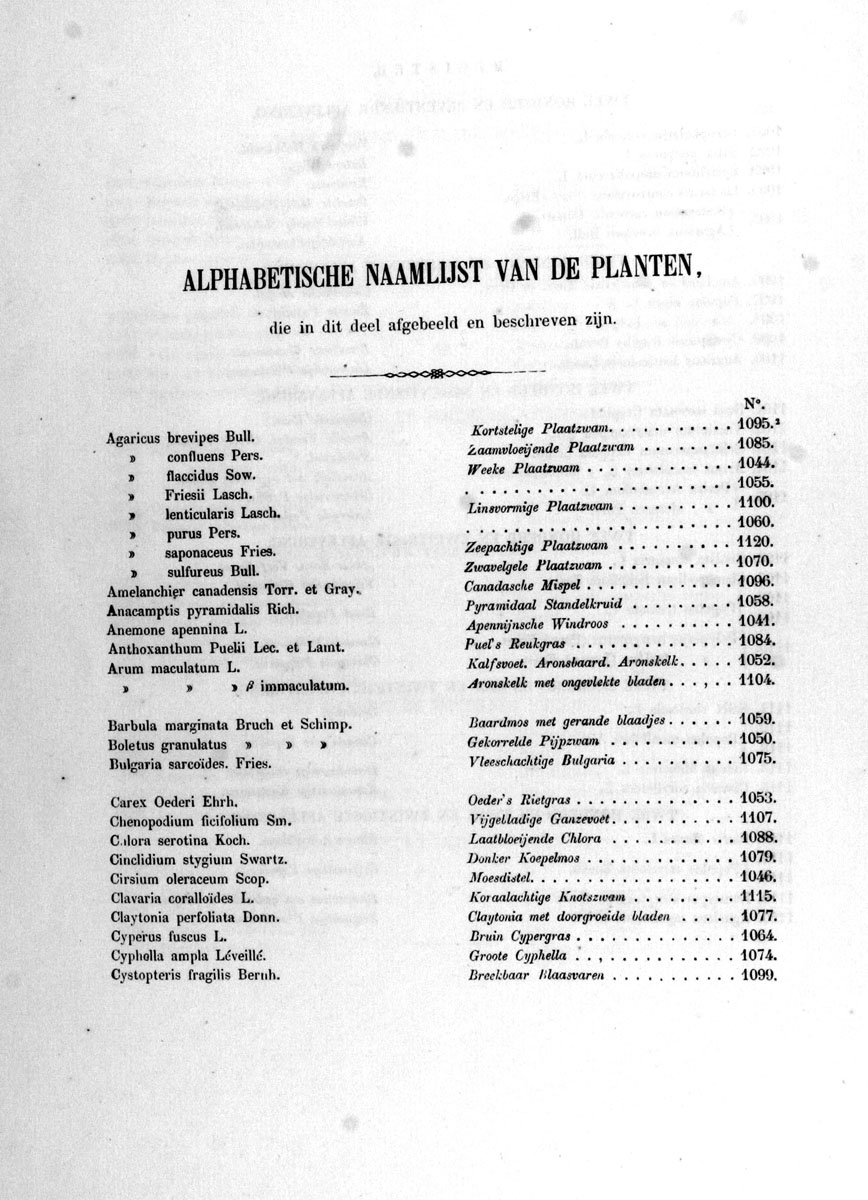 ALPHABETISCHE NAAMLIJST VAN DE PLANTEN,
die in dit deel afgebeeld en beschreven zijn.
No.
Agaricus brevipes Bull. Kortstelige Plaatzwam. . . . . . . . . . . . 1095.²
» confluens Pers. Zaamvloeijende Plaatzwam . . . . . . . . . 1085.
» flaccidus Sow. Weeke Plaatzwam . . . . . . . . . . . . . . 1044.
» Friesii Lasch. . . . . . . . . . . . . . . . . . . . . . . . . . 1055.
» lenticularis Lasch. Linsvormige Plaatzwam . . . . . . . . . . . 1100.
» purus Pers. . . . . . . . . . . . . . . . . . . . . . . . . . 1060.
» saponaceus Fries. Zeepachtige Plaatzwam . . . . . . . . . . . 1120.
» sulfureus Bull. Zwavelgele Plaatzwam . . . . . . . . . . . . 1070.
Amelanchier canadensis Torr. et Gray. Canadasche Mispel . . . . . . . . . . . . . . 1096.
Anacamptis pyramidalis Rich. Pyramidaal Standelkruid . . . . . . . . . . 1058.
Anemone apennina L. Apennijnsche Windroos . . . . . . . . . . . 1041.
Anthoxanthum Puelii Lec. et Lamt. Puel's Reukgras . . . . . . . . . . . . . . . . 1084.
Arum maculatum L. Kalfsvoet. Aronsbaard. Aronskelk. . . . . . 1052.
» » » β immaculatum. Aronskelk met ongevlekte bladen . . . , . . 1104.
Barbula marginata Bruch et Schimp. Baardmos met gerande blaadjes . . . . . . 1059.
Boletus granulatus » » » Gekorrelde Pijpzwam . . . . . . . . . . . . 1050.
Bulgaria sarcoïdes. Fries. Vleeschachtige Bulgaria . . . . . . . . . . . 1075.
Carex Oederi Ehrh. Oeder's Rietgras . . . . . . . . . . . . . . . 1053.
Chenopodium ficifolium Sm. Vijgelladige Ganzevoet. . . . . . . . . . . . 1107.
Chlora serotina Koch. Laatbloeijende Chlora . . . . . . . . . . . . 1088.
Cinclidium stygium Swartz. Donker Koepelmos . . . . . . . . . . . . . . 1079.
Cirsium oleraceum Scop. Moesdistel. . . . . . . . . . . . . . . . . . . 1046.
Clavaria coralloïdes L. Koraalachtige Knotszwam . . . . . . . . . . 1115.
Claytonia perfoliata Donn. Claytonia met doorgroeide bladen . . . . . 1077.
Cyperus fuscus L. Bruin Cypergras . . . . . . . . . . . . . . . 1064.
Cyphella ampla Léveillé. Groote Cyphella . . , . . . . . . . . . . . . 1074.
Cystopteris fragilis Bernh. Breekbaar Blaasvaren . . . . . . . . . . . . 1099.